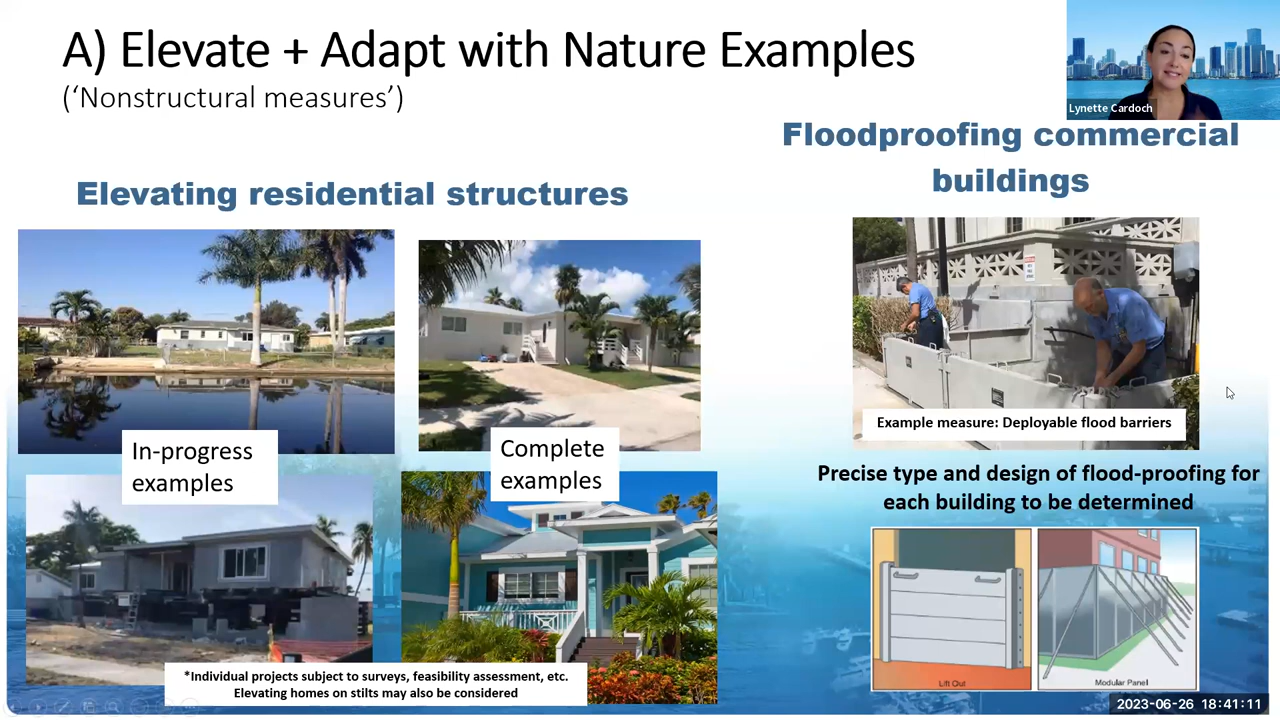 A) Elevate + Adapt with Nature Examples
(‘Nonstructural measures’)
Lynette Cardoch
Elevating residential structures
Floodproofing commercial
buildings
In-progress
examples
Complete
examples
*Individual projects subject to surveys, feasibility assessment, etc.
Elevating homes on stilts may also be considered
Example measure: Deployable flood barriers
Precise type and design of flood-proofing for
each building to be determined
Lift Out
Modular Panel
2023-06-26 18:41:11